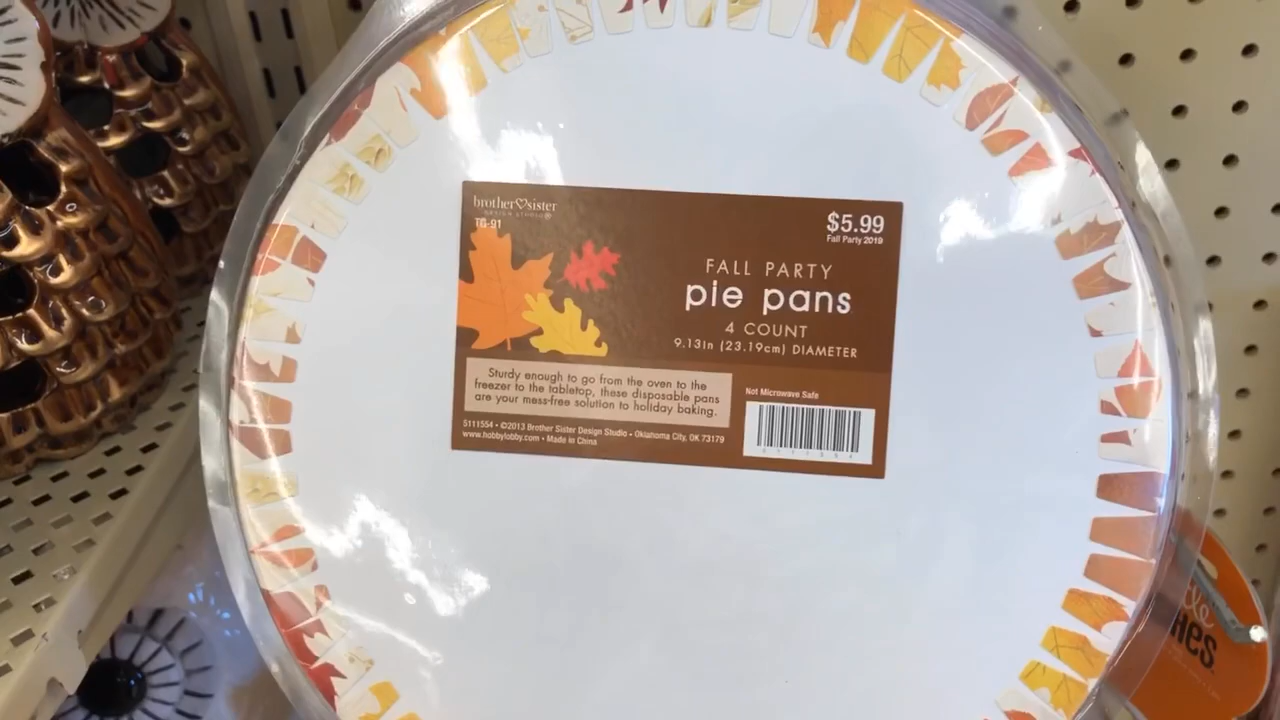 brother♡sister
DESIGN STUDIO®
TG-91
$5.99
Fall Party 2019
FALL PARTY
pie pans
4 COUNT
9.13in (23.19cm) DIAMETER
Sturdy enough to go from the oven to the
freezer to the tabletop, these disposable pans
are your mess-free solution to holiday baking.
Not Microwave Safe
5111554 • ©2013 Brother Sister Design Studio • Oklahoma City, OK 73179
www.hobbylobby.com • Made in China